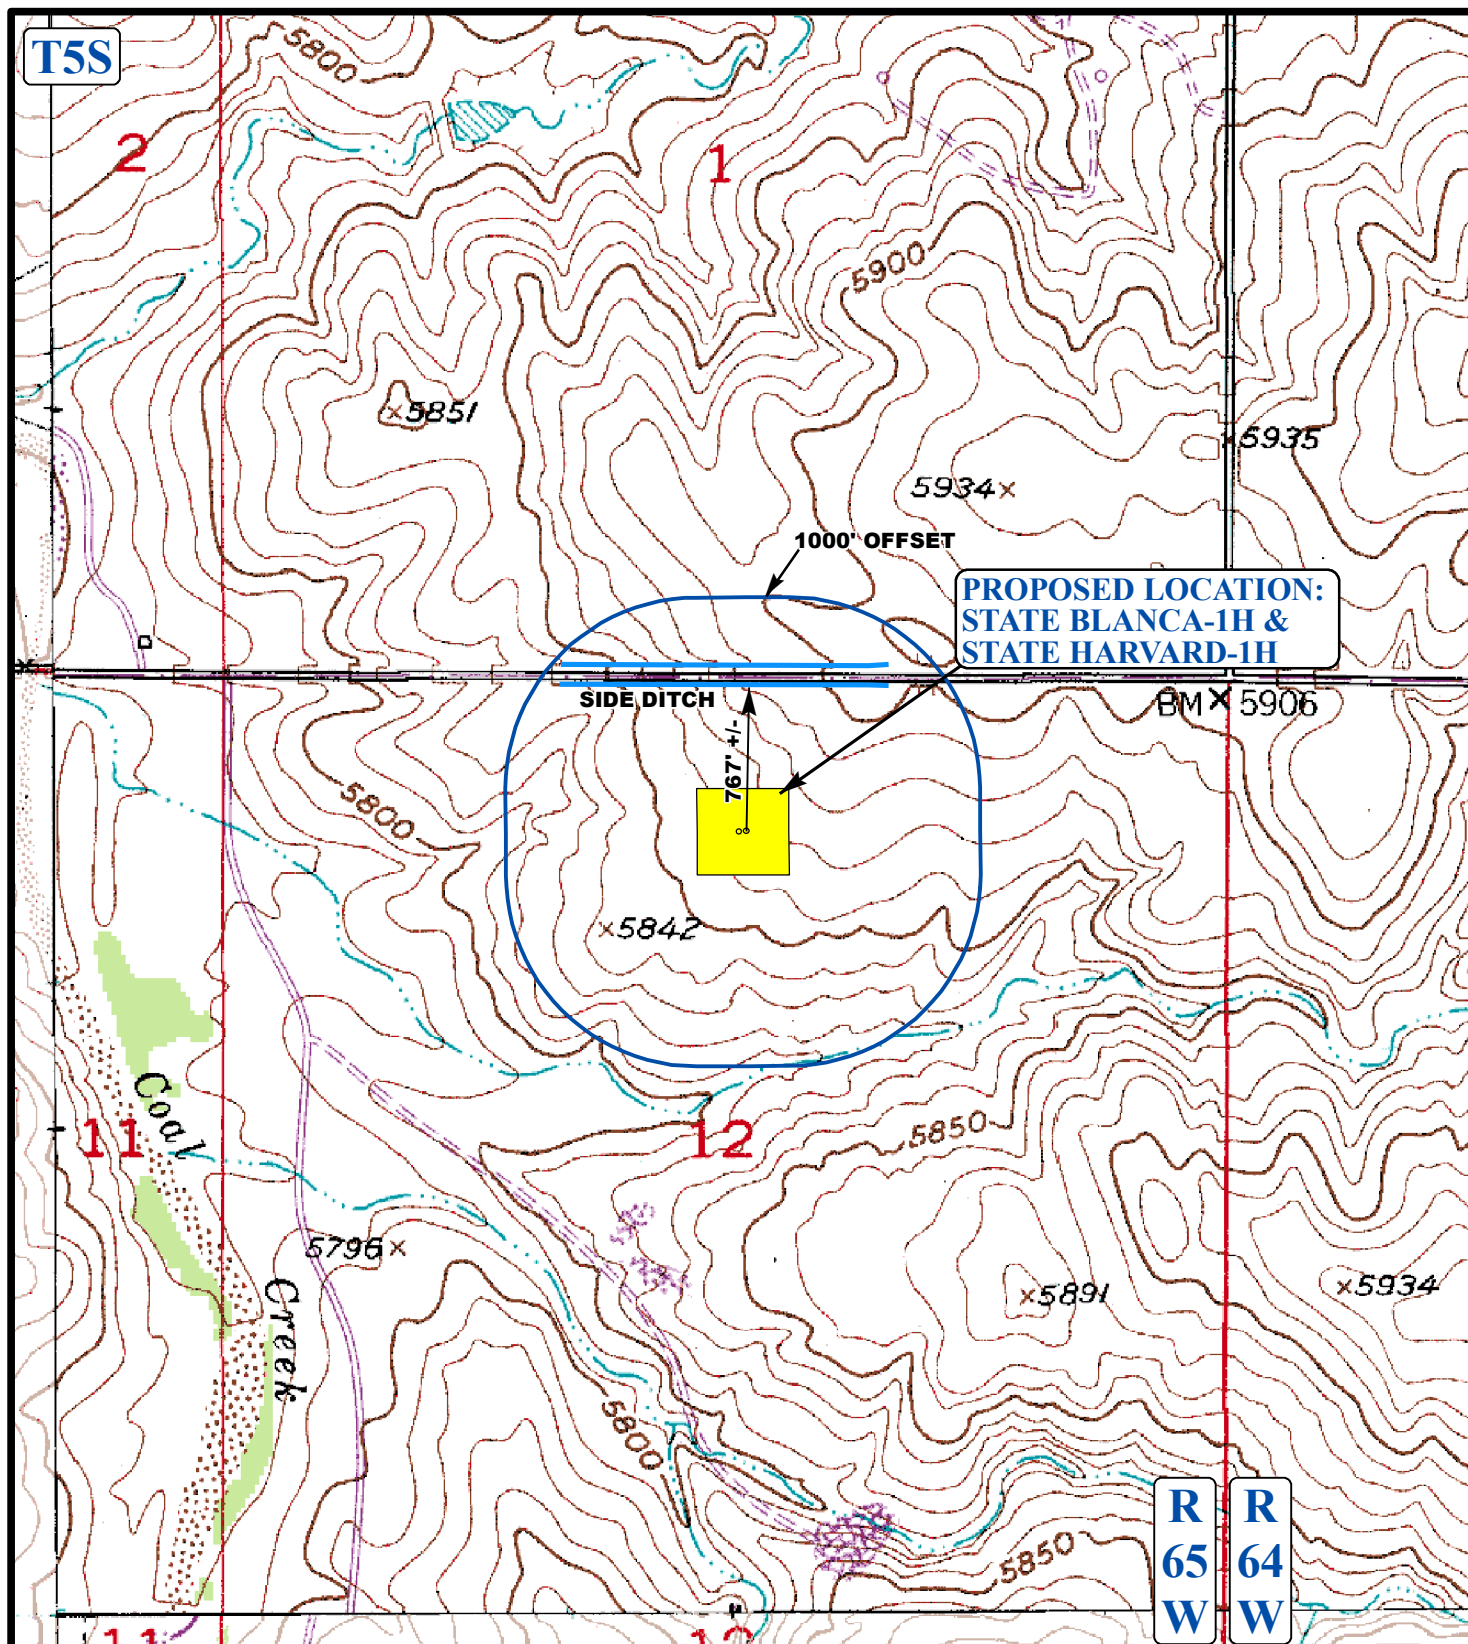 T5S
5800
2
1
5900
5851
5935
5934
1000' OFFSET
PROPOSED LOCATION:
STATE BLANCA-1H &
STATE HARVARD-1H
SIDE DITCH
BM 5906
767' +/-
5800
5842
Coal
11
12
5850
5796
Creek
5891
5934
5800
5850
R
65
W
R
64
W